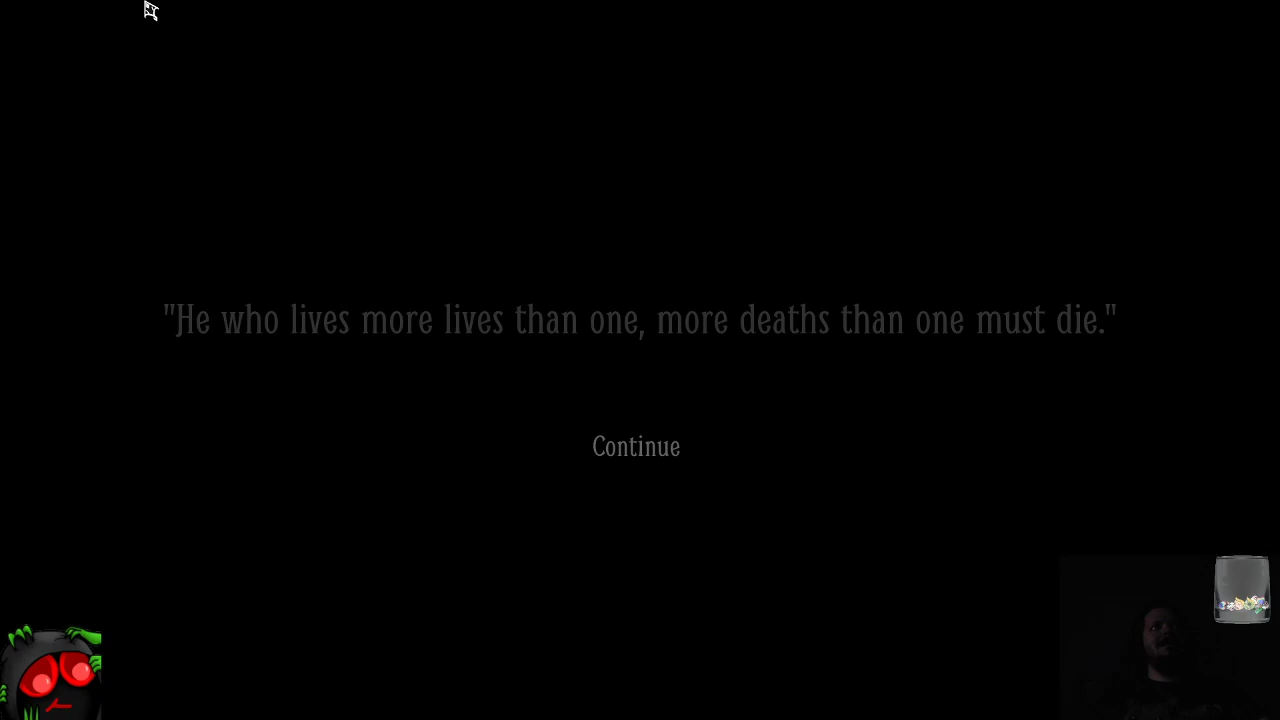 "He who lives more lives than one, more deaths than one must die."
Continue